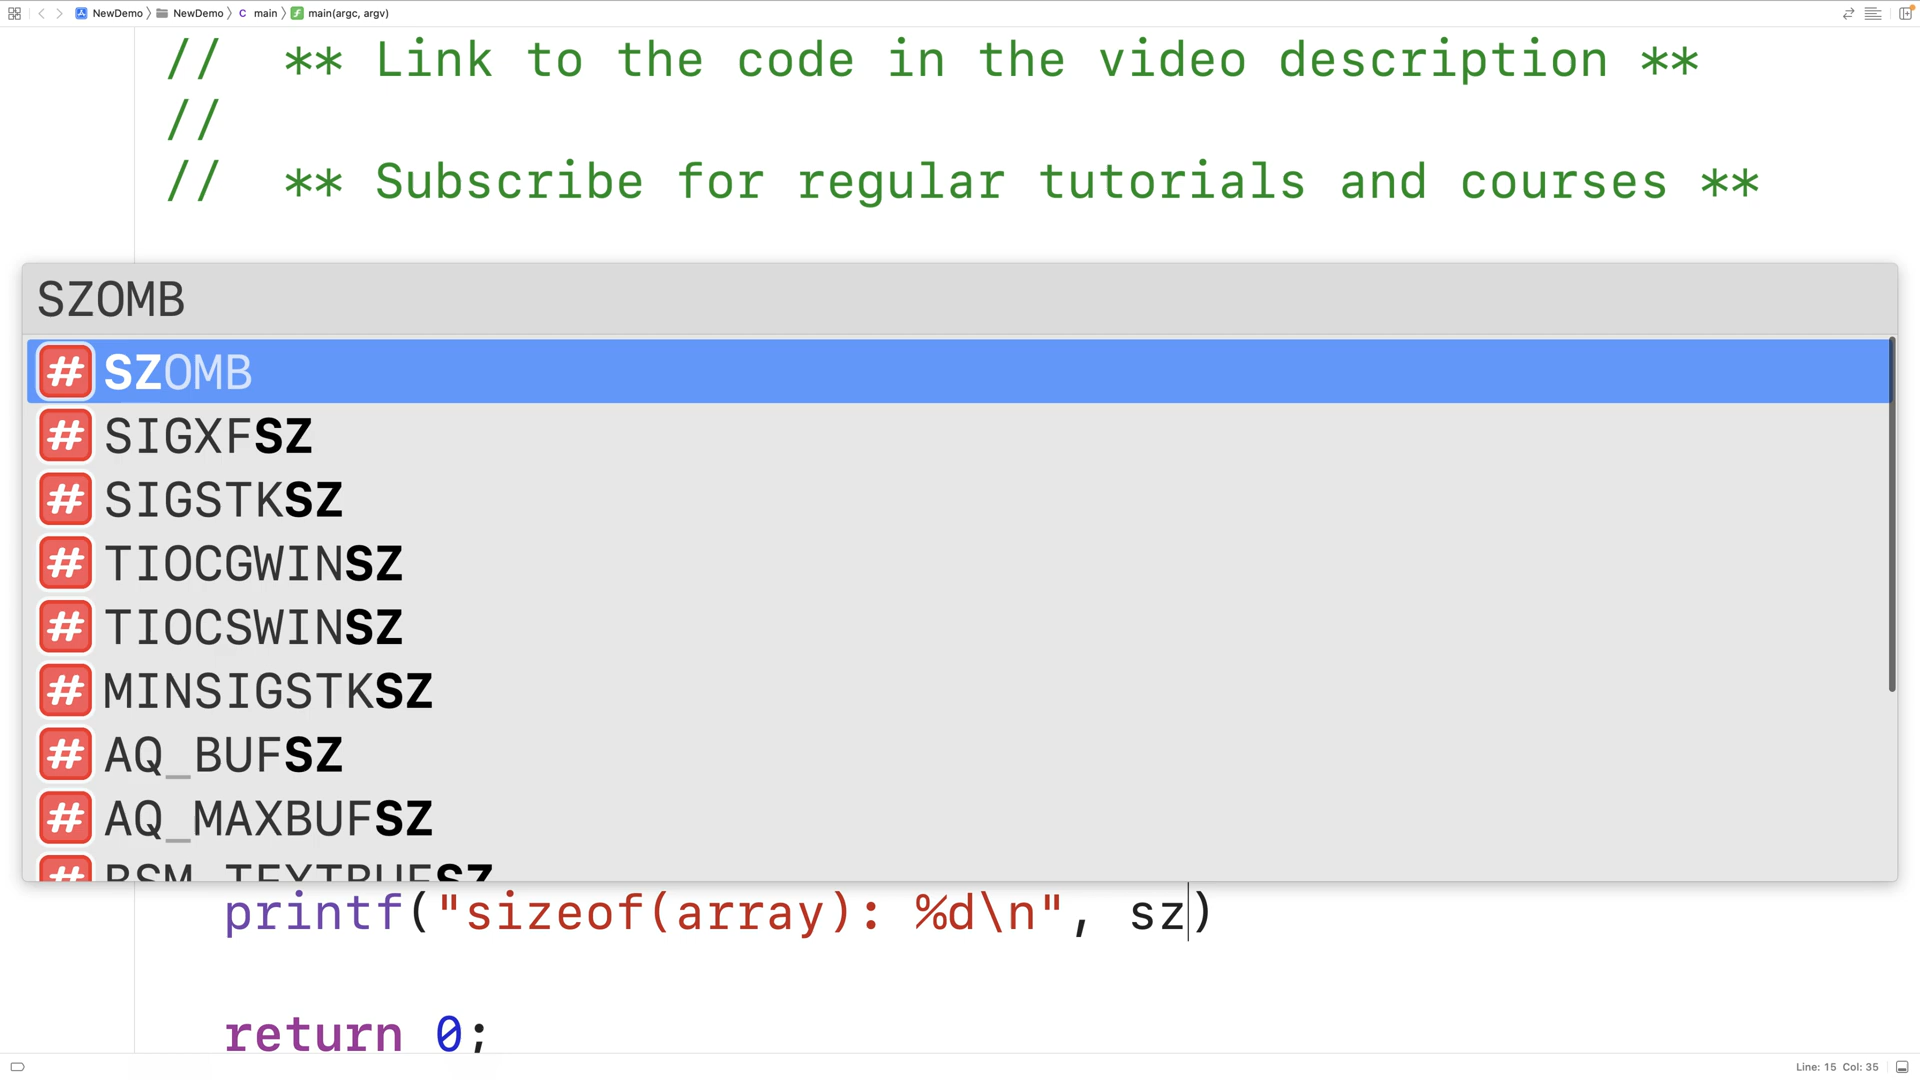 NewDemo NewDemo C main f main(argc, argv)
//  ** Link to the code in the video description **
//
//  ** Subscribe for regular tutorials and courses **
SZOMB
# SZOMB
# SIGXFSZ
# SIGSTKSZ
# TIOCGWINSZ
# TIOCSWINSZ
# MINSIGSTKSZ
# AQ_BUFSZ
# AQ_MAXBUFSZ
# BSM_TEXTBUFSZ
printf("sizeof(array): %d\n", sz)
return 0;
Line: 15 Col: 35